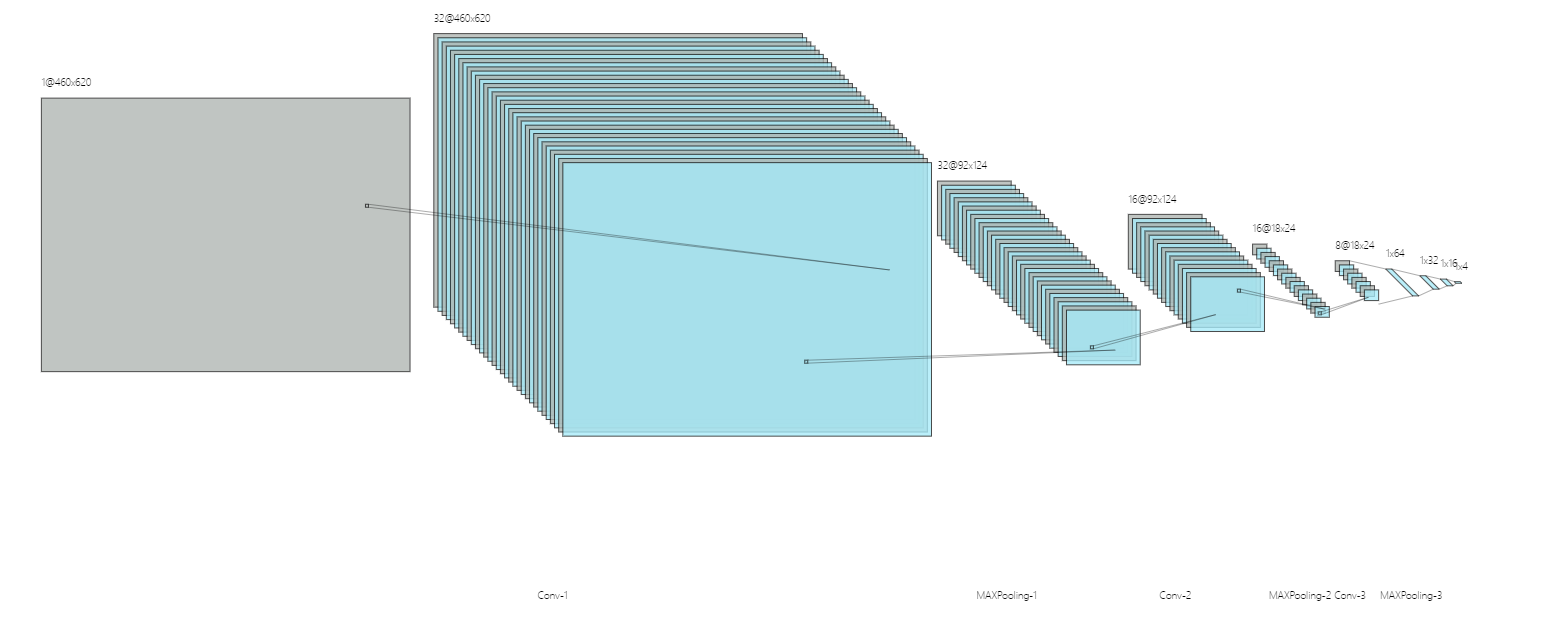 32@460x620
1@460x620
32@92x124
16@92x124
16@18x24
8@18x24
1x64
1x32
1x16
1x4
Conv-1
MAXPooling-1
Conv-2
MAXPooling-2
Conv-3
MAXPooling-3